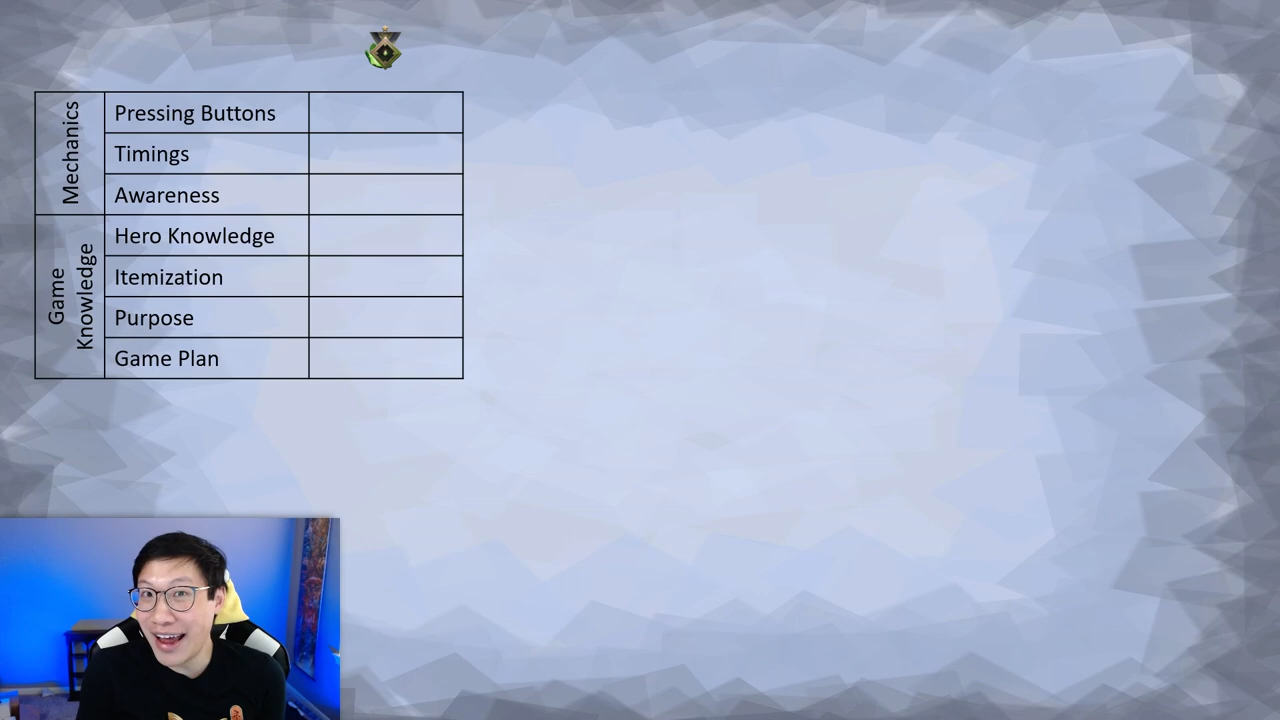 Mechanics
Pressing Buttons
Timings
Awareness
Game
Knowledge
Hero Knowledge
Itemization
Purpose
Game Plan